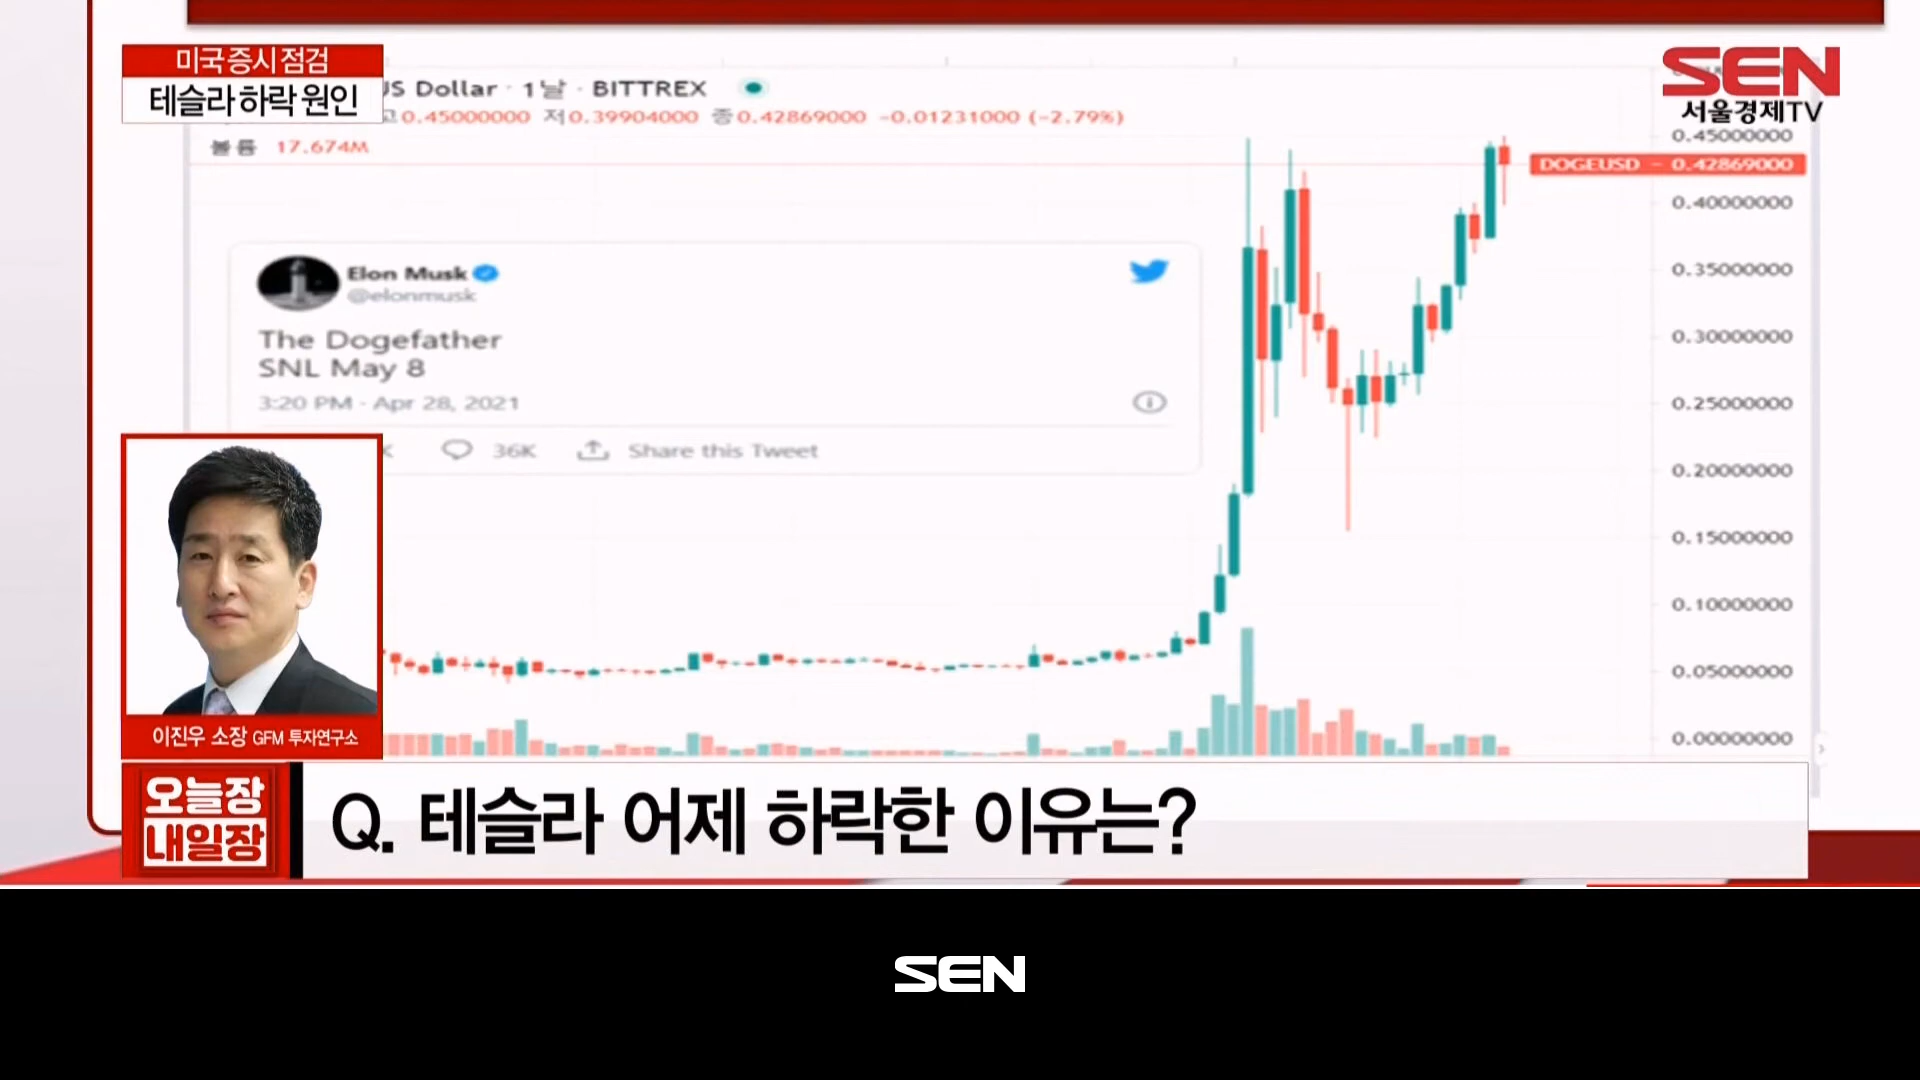 미국증시점검
테슬라 하락 원인
SEN
서울경제TV
US Dollar · 1날 · BITTREX
고0.45000000 저0.39904000 종0.42869000 -0.01231000 (-2.79%)
볼륨 17.674M
0.45000000
DOGEUSD - 0.42869000
0.40000000
0.35000000
0.30000000
0.25000000
0.20000000
0.15000000
0.10000000
0.05000000
0.00000000
Elon Musk
@elonmusk
The Dogefather
SNL May 8
3:20 PM · Apr 28, 2021
36K Share this Tweet
이진우 소장 GFM 투자연구소
오늘장
내일장
Q. 테슬라 어제 하락한 이유는?
SEN